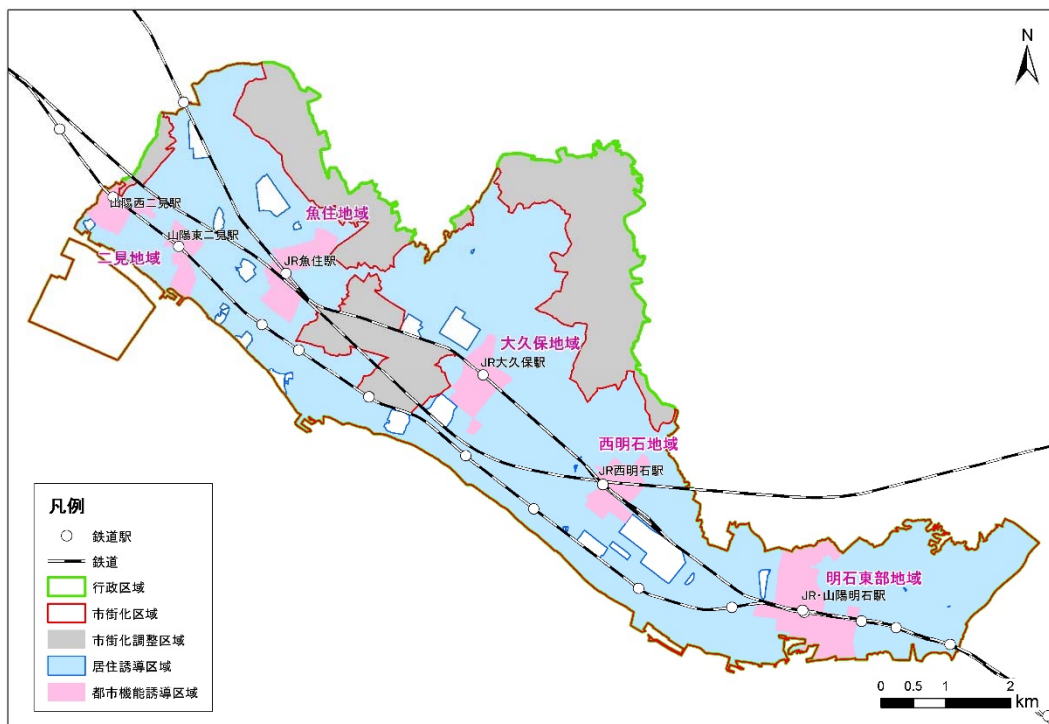 N
山陽西二見駅
魚住地域
山陽東二見駅
二見地域
JR魚住駅
大久保地域
JR大久保駅
西明石地域
JR西明石駅
明石東部地域
JR・山陽明石駅
凡例
鉄道駅
鉄道
行政区域
市街化区域
市街化調整区域
居住誘導区域
都市機能誘導区域
0 0.5 1 2
km